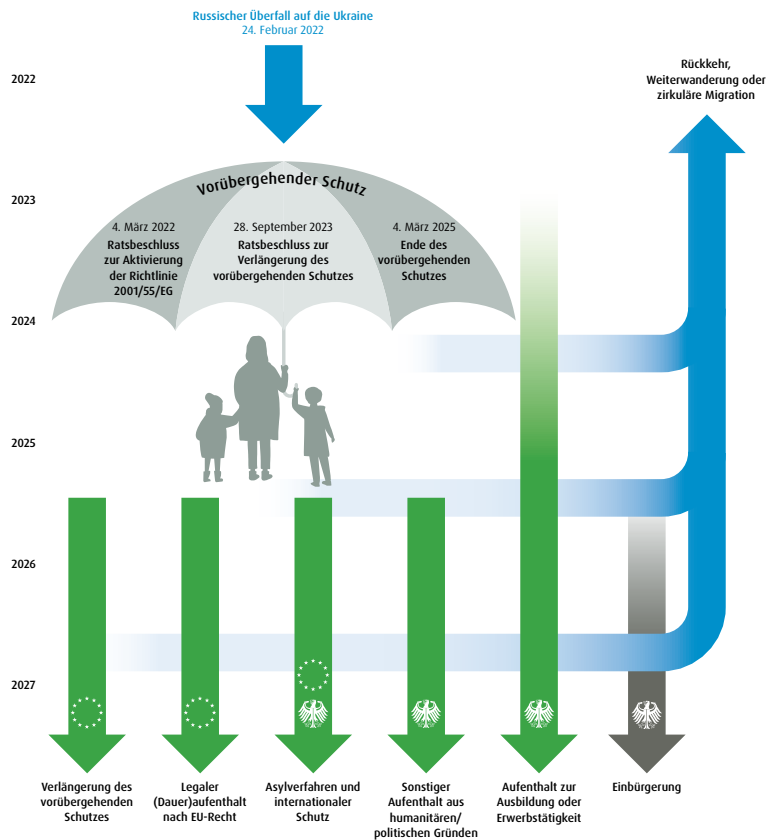 Russischer Überfall auf die Ukraine
24. Februar 2022
Rückkehr,
Weiterwanderung oder
zirkuläre Migration
2022
Vorübergehender Schutz
2023
4. März 2022
Ratsbeschluss
zur Aktivierung
der Richtlinie
2001/55/EG
28. September 2023
Ratsbeschluss zur
Verlängerung des
vorübergehenden Schutzes
4. März 2025
Ende des
vorübergehenden
Schutzes
2024
2025
2026
2027
Verlängerung des
vorübergehenden
Schutzes
Legaler
(Dauer)aufenthalt
nach EU-Recht
Asylverfahren und
internationaler
Schutz
Sonstiger
Aufenthalt aus
humanitären/
politischen Gründen
Aufenthalt zur
Ausbildung oder
Erwerbstätigkeit
Einbürgerung